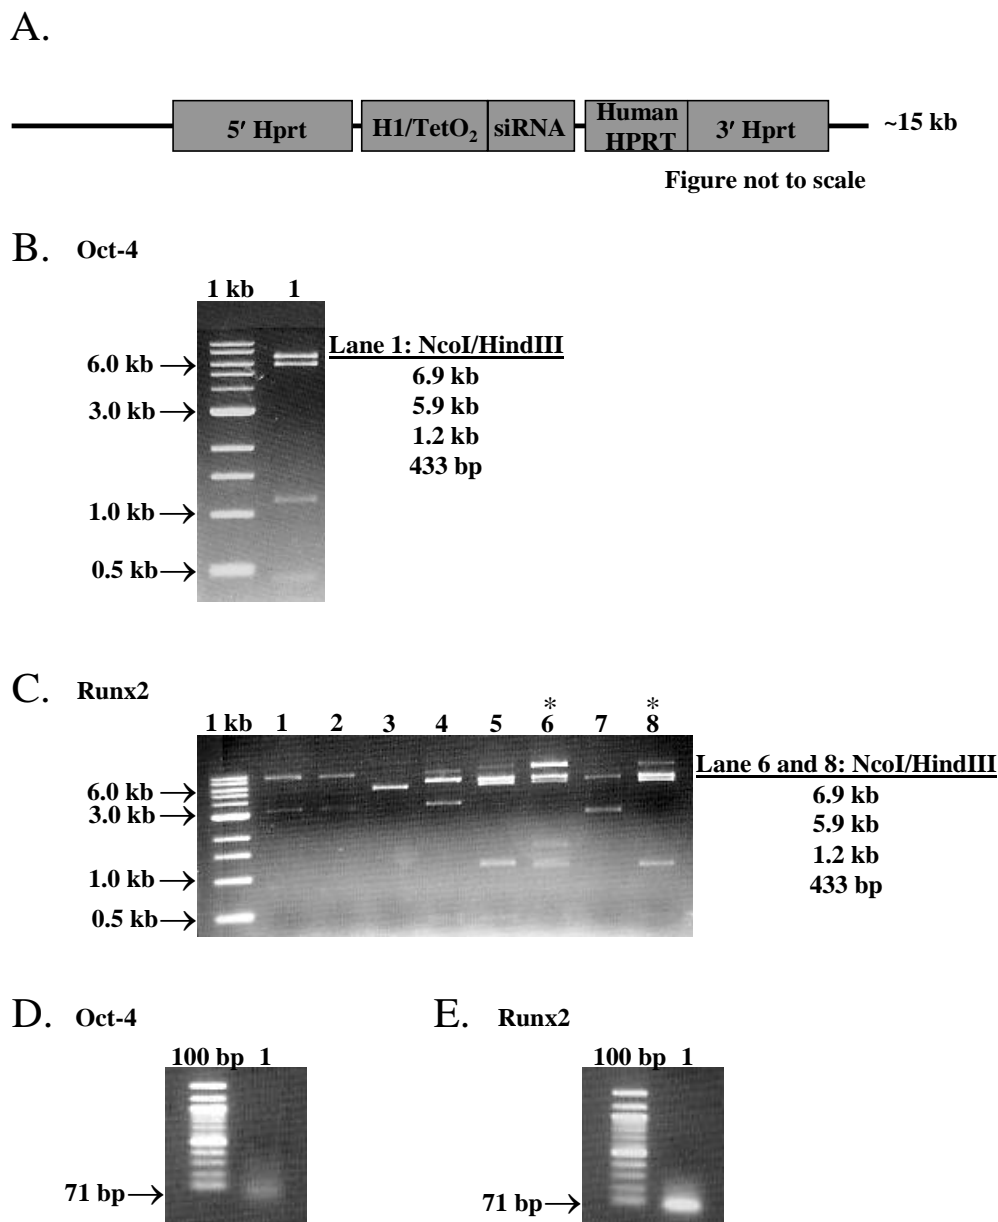 A.
5′ Hprt
H1/TetO₂
siRNA
Human HPRT
3′ Hprt
~15 kb
Figure not to scale
B. Oct-4
1 kb 1
Lane 1: NcoI/HindIII
6.0 kb→
6.9 kb
5.9 kb
3.0 kb→
1.2 kb
433 bp
1.0 kb→
0.5 kb→
C. Runx2
* *
1 kb 1 2 3 4 5 6 7 8
Lane 6 and 8: NcoI/HindIII
6.0 kb→
6.9 kb
3.0 kb→
5.9 kb
1.2 kb
1.0 kb→
433 bp
0.5 kb→
D. Oct-4
100 bp 1
71 bp→
E. Runx2
100 bp 1
71 bp→